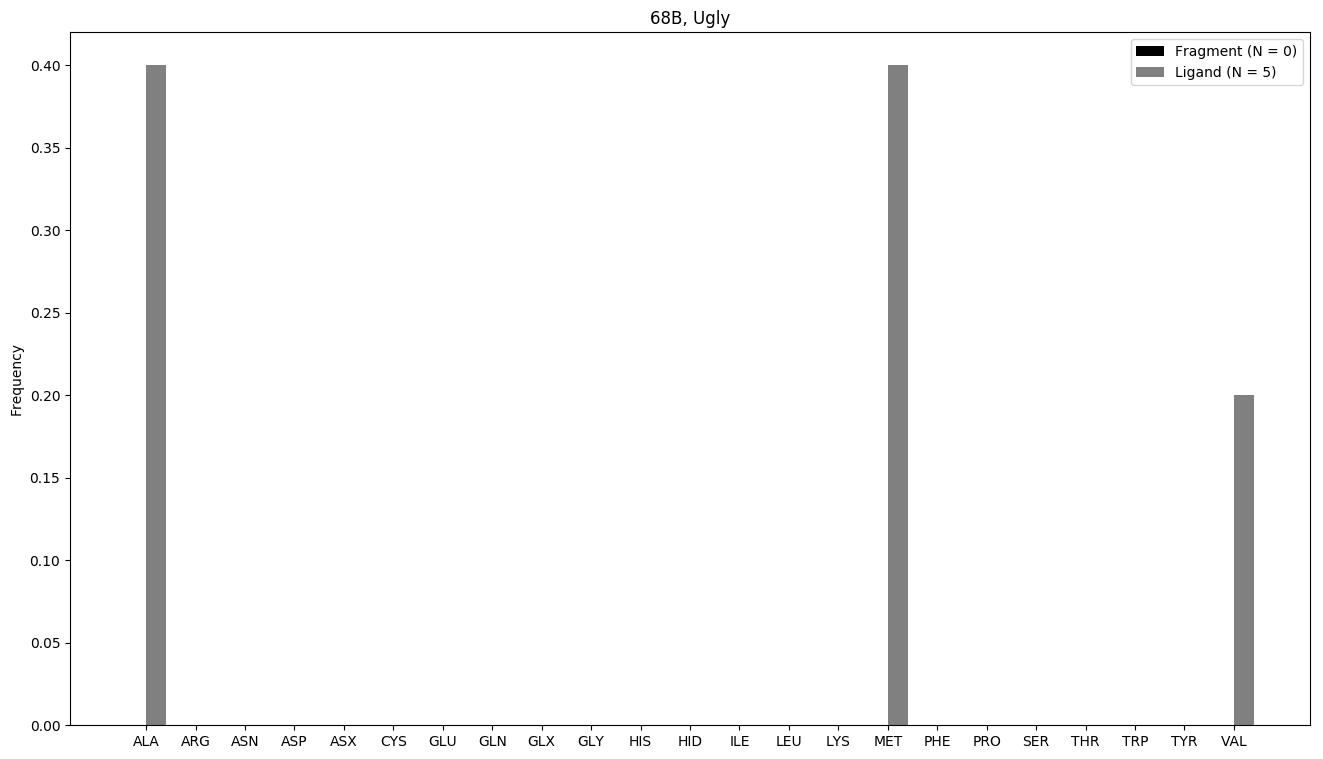 68B, Ugly
Fragment (N = 0)
Ligand (N = 5)
0.40
0.35
0.30
0.25
0.20
0.15
0.10
0.05
0.00
Frequency
ALA ARG ASN ASP ASX CYS GLU GLN GLX GLY HIS HID ILE LEU LYS MET PHE PRO SER THR TRP TYR VAL